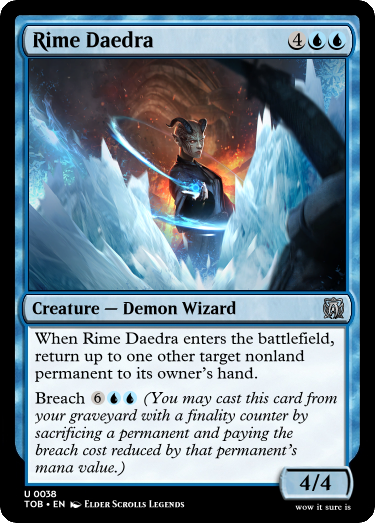 Rime Daedra 4
Creature — Demon Wizard
When Rime Daedra enters the battlefield,
return up to one other target nonland
permanent to its owner's hand.
Breach 6 (You may cast this card from
your graveyard with a finality counter by
sacrificing a permanent and paying the
breach cost reduced by that permanent's
mana value.)
4/4
U 0038
TOB • EN Elder Scrolls Legends
wow it sure is